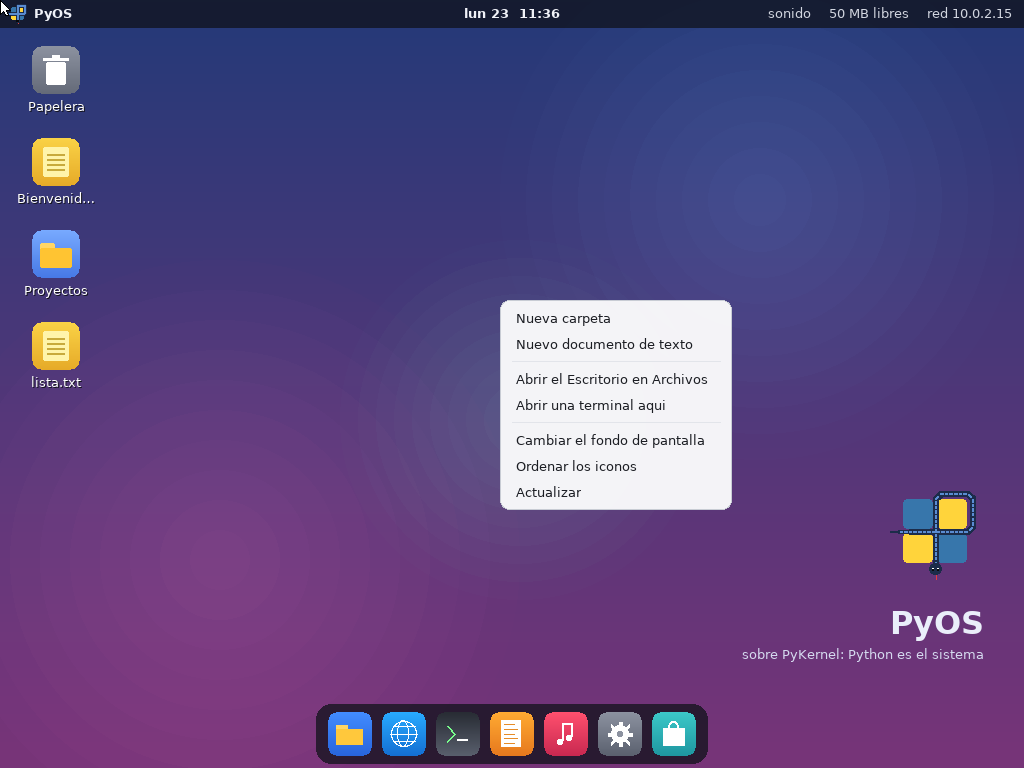 PyOS
lun 23 11:36
sonido 50 MB libres red 10.0.2.15
Papelera
Bienvenid...
Proyectos
lista.txt
Nueva carpeta
Nuevo documento de texto
Abrir el Escritorio en Archivos
Abrir una terminal aqui
Cambiar el fondo de pantalla
Ordenar los iconos
Actualizar
PyOS
sobre PyKernel: Python es el sistema